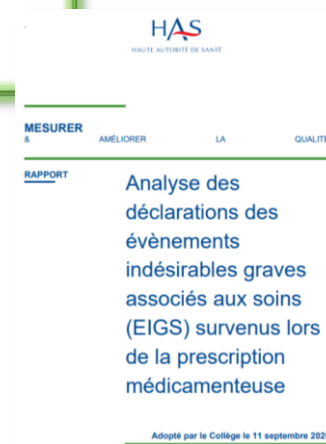 HAS
HAUTE AUTORITÉ DE SANTÉ
MESURER
& AMÉLIORER LA QUALITÉ
RAPPORT
Analyse des
déclarations des
évènements
indésirables graves
associés aux soins
(EIGS) survenus lors
de la prescription
médicamenteuse
Adopté par le Collège le 11 septembre